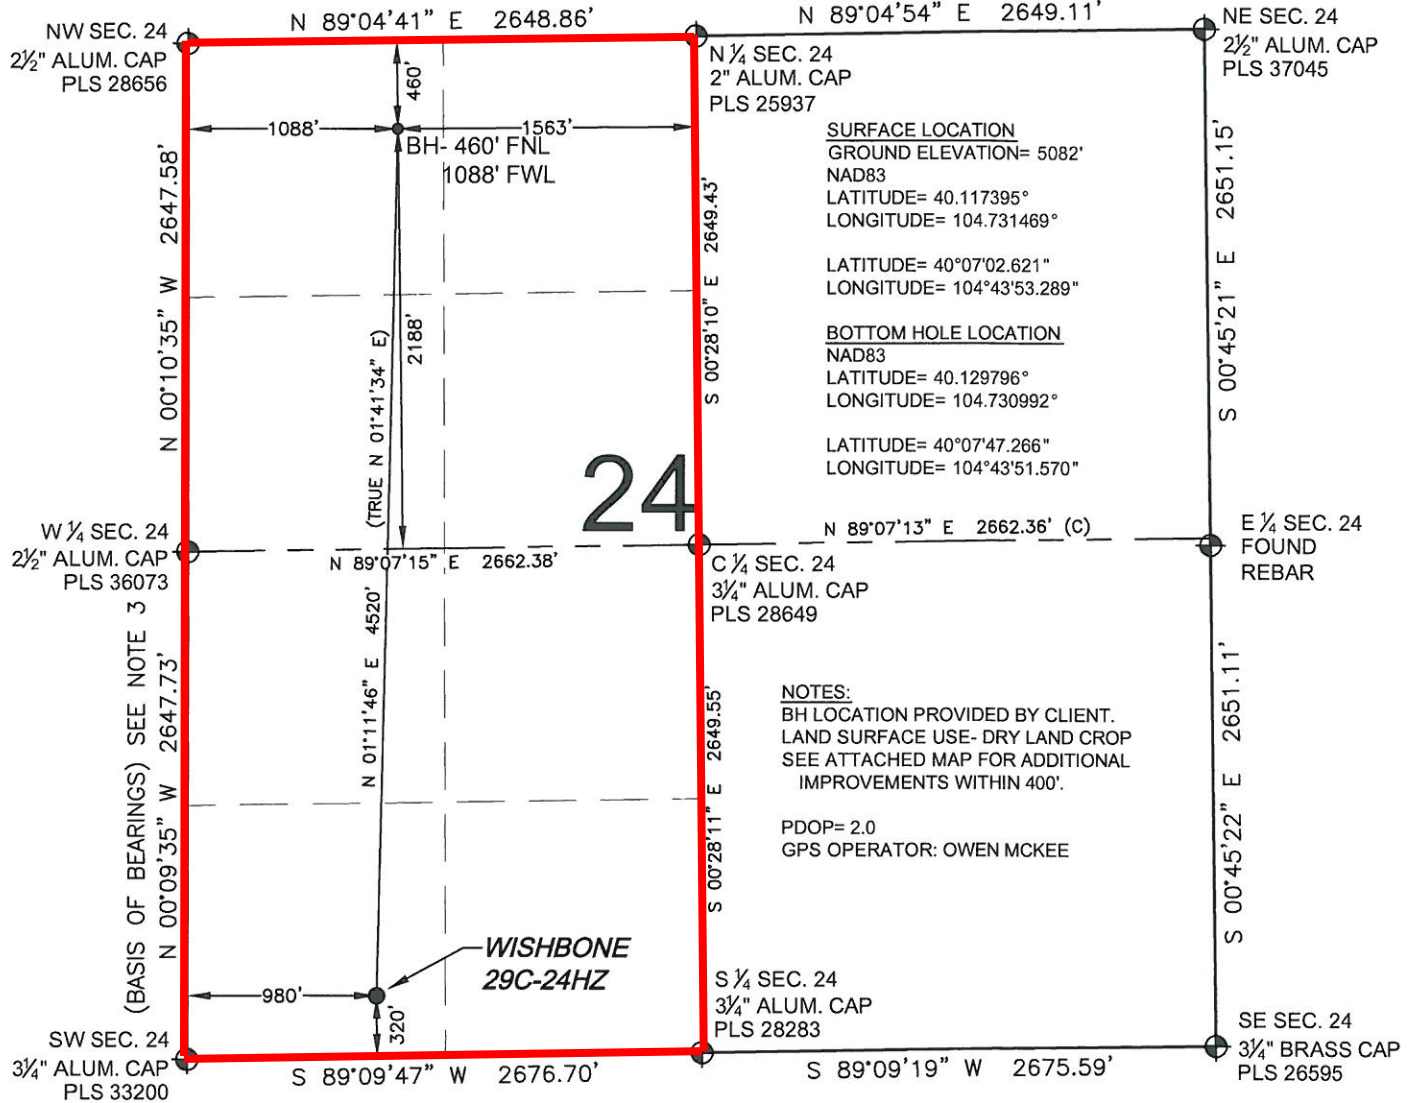 N 89°04'41" E 2648.86'
N 89°04'54" E 2649.11'
NW SEC. 24
2½" ALUM. CAP
PLS 28656
N ¼ SEC. 24
2" ALUM. CAP
PLS 25937
NE SEC. 24
2½" ALUM. CAP
PLS 37045
460'
1088'
1563'
BH- 460' FNL
1088' FWL
N 00°10'35" W 2647.58'
S 00°28'10" E 2649.43'
S 00°45'21" E 2651.15'
SURFACE LOCATION
GROUND ELEVATION= 5082'
NAD83
LATITUDE= 40.117395°
LONGITUDE= 104.731469°
LATITUDE= 40°07'02.621"
LONGITUDE= 104°43'53.289"
BOTTOM HOLE LOCATION
NAD83
LATITUDE= 40.129796°
LONGITUDE= 104.730992°
LATITUDE= 40°07'47.266"
LONGITUDE= 104°43'51.570"
(TRUE N 01°41'34" E)
2188'
24
W ¼ SEC. 24
2½" ALUM. CAP
PLS 36073
N 89°07'15" E 2662.38'
N 89°07'13" E 2662.36' (C)
C ¼ SEC. 24
3¼" ALUM. CAP
PLS 28649
E ¼ SEC. 24
FOUND
REBAR
(BASIS OF BEARINGS) SEE NOTE 3
N 00°09'35" W 2647.73'
N 01°11'46" E 4520'
S 00°28'11" E 2649.55'
S 00°45'22" E 2651.11'
NOTES:
BH LOCATION PROVIDED BY CLIENT.
LAND SURFACE USE- DRY LAND CROP
SEE ATTACHED MAP FOR ADDITIONAL
IMPROVEMENTS WITHIN 400'.
PDOP= 2.0
GPS OPERATOR: OWEN MCKEE
WISHBONE
29C-24HZ
980'
320'
SW SEC. 24
3¼" ALUM. CAP
PLS 33200
S 89°09'47" W 2676.70'
S ¼ SEC. 24
3¼" ALUM. CAP
PLS 28283
S 89°09'19" W 2675.59'
SE SEC. 24
3¼" BRASS CAP
PLS 26595